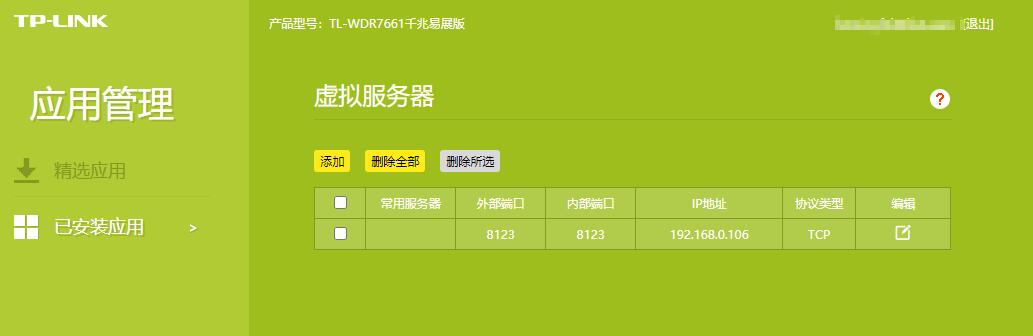 TP-LINK
产品型号：TL-WDR7661千兆易展版
[退出]
应用管理
精选应用
已安装应用 >
虚拟服务器
?
添加 删除全部 删除所选
常用服务器 外部端口 内部端口 IP地址 协议类型 编辑
8123 8123 192.168.0.106 TCP